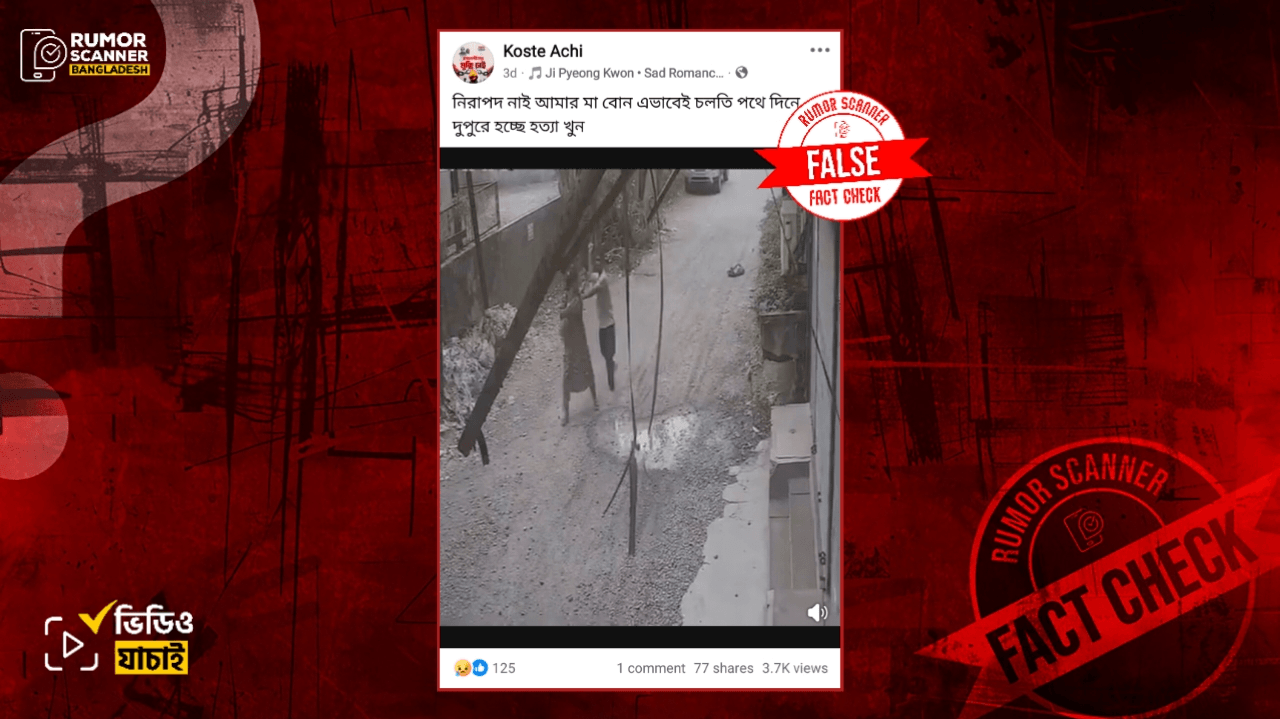 RUMOR
SCANNER
BANGLADESH
Koste Achi
3d · Ji Pyeong Kwon • Sad Romanc... ·
নিরাপদ নাই আমার মা বোন এভাবেই চলতি পথে দিনে
দুপুরে হচ্ছে হত্যা খুন
RUMOR SCANNER
FALSE
FACT CHECK
125
1 comment 77 shares 3.7K views
ভিডিও
যাচাই
RUMOR SCANNER
FACT CHECK